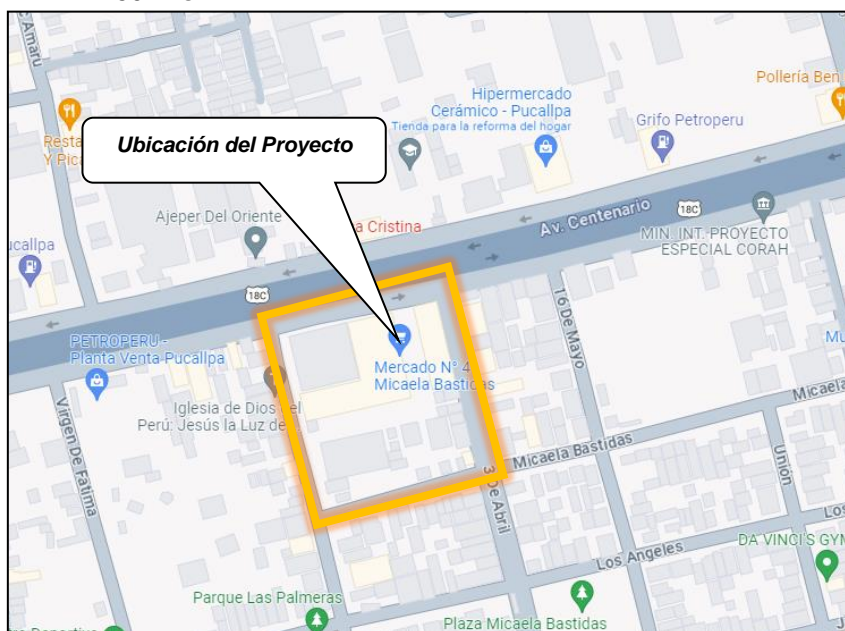 Amaru
Pollería Ben
Hipermercado
Cerámico - Pucallpa
Tienda para la reforma del hogar
Grifo Petroperu
Resta
Y Pic
Ubicación del Proyecto
Ajeper Del Oriente
a Cristina
Av. Centenario
18C
MIN. INT. PROYECTO
ESPECIAL CORAH
ucallpa
18C
16 De Mayo
PETROPERU -
Planta Venta-Pucallpa
Mercado N° 4
Micaela Bastidas
Mu
Iglesia de Dios del
Perú: Jesús la Luz de
Micaela
Virgen De Fatima
Micaela Bastidas
Unión
3 De Abril
Los
Los Angeles
DA VINCI'S GYM
Parque Las Palmeras
Plaza Micaela Bastidas